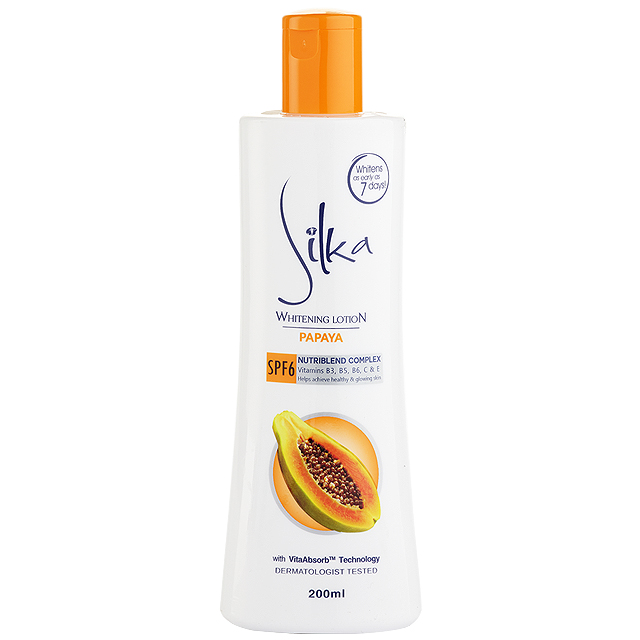 Whitens
as early as
7 days!
Silka
WHITENING LOTION
PAPAYA
SPF6
NUTRIBLEND COMPLEX
Vitamins B3, B5, B6, C & E
Helps achieve healthy & glowing skin
with VitaAbsorb™ Technology
DERMATOLOGIST TESTED
200ml